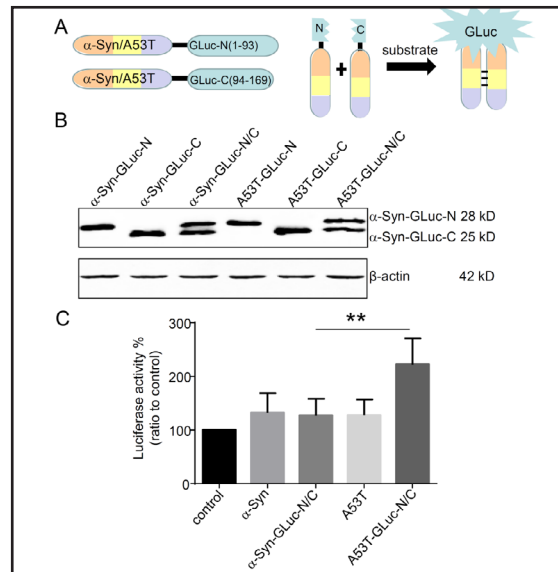 A
α-Syn/A53T
GLuc-N(1-93)
α-Syn/A53T
GLuc-C(94-169)
N
C
+
substrate
GLuc
B
α-Syn-GLuc-N
α-Syn-GLuc-C
α-Syn-GLuc-N/C
A53T-GLuc-N
A53T-GLuc-C
A53T-GLuc-N/C
α-Syn-GLuc-N 28 kD
α-Syn-GLuc-C 25 kD
β-actin 42 kD
C
Luciferase activity %
(ratio to control)
300
200
100
0
**
control
α-Syn
α-Syn-GLuc-N/C
A53T
A53T-GLuc-N/C